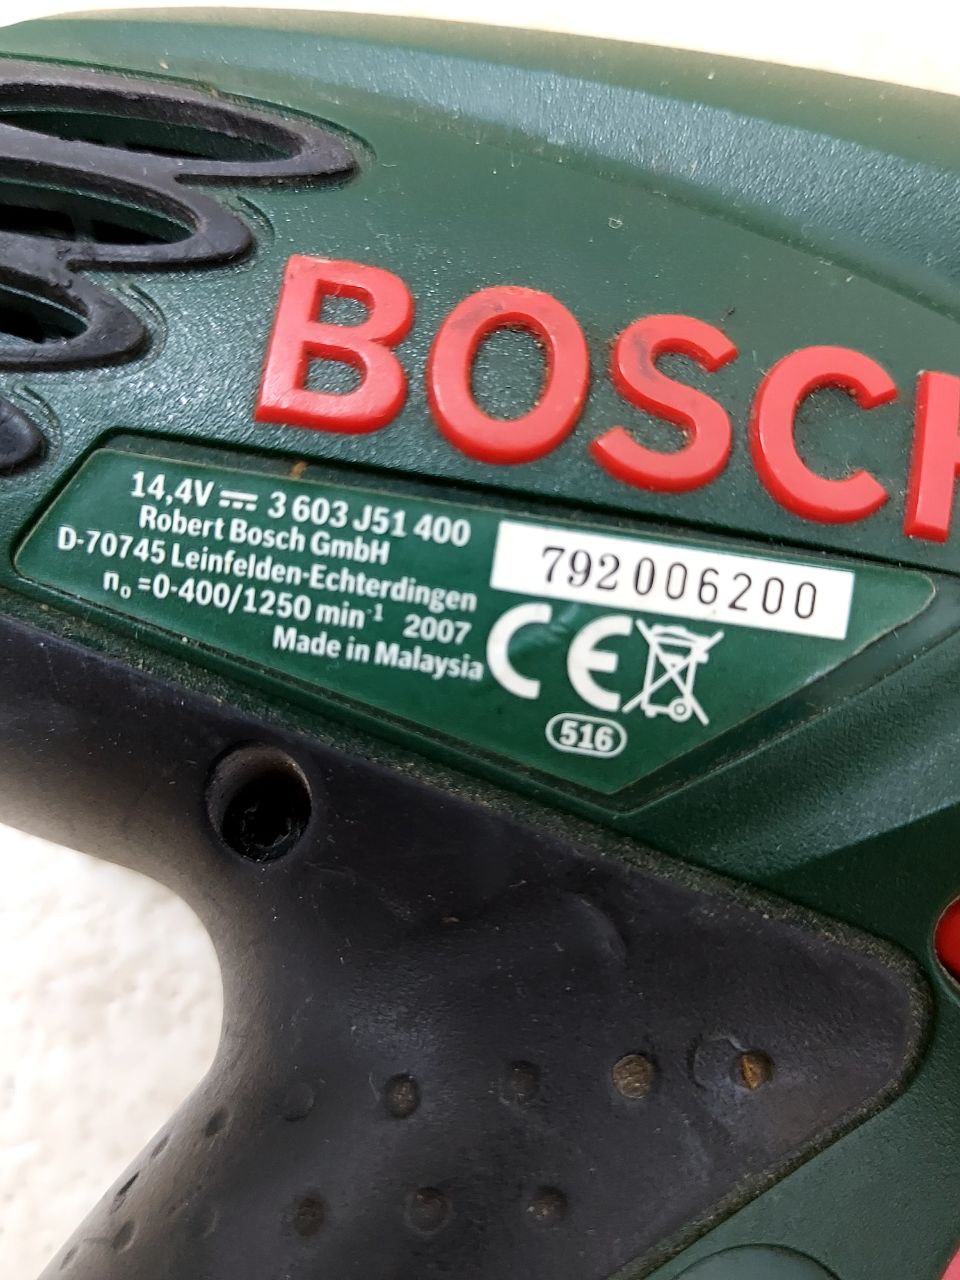 BOSCH
14,4V ⎓ 3 603 J51 400
Robert Bosch GmbH
D-70745 Leinfelden-Echterdingen
n₀ =0-400/1250 min⁻¹ 2007
Made in Malaysia
792006200
CE
516